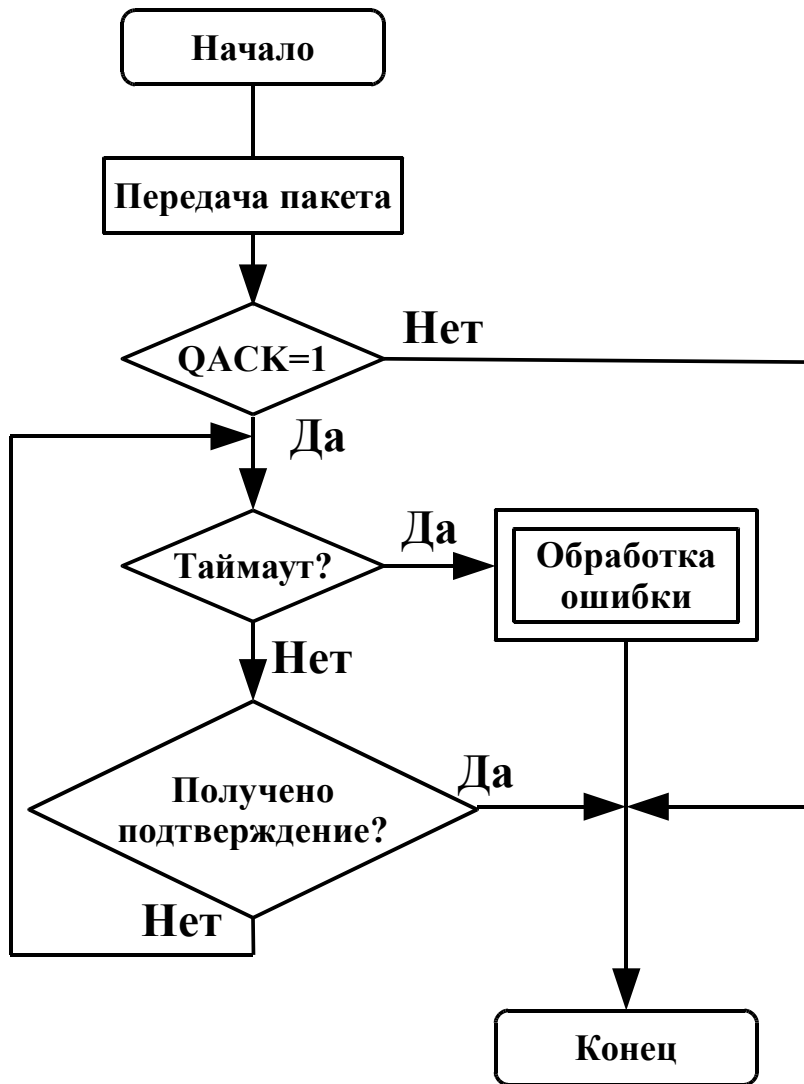 Начало
Передача пакета
Нет
QACK=1
Да
Да
Таймаут?
Обработка
ошибки
Нет
Да
Получено
подтверждение?
Нет
Конец